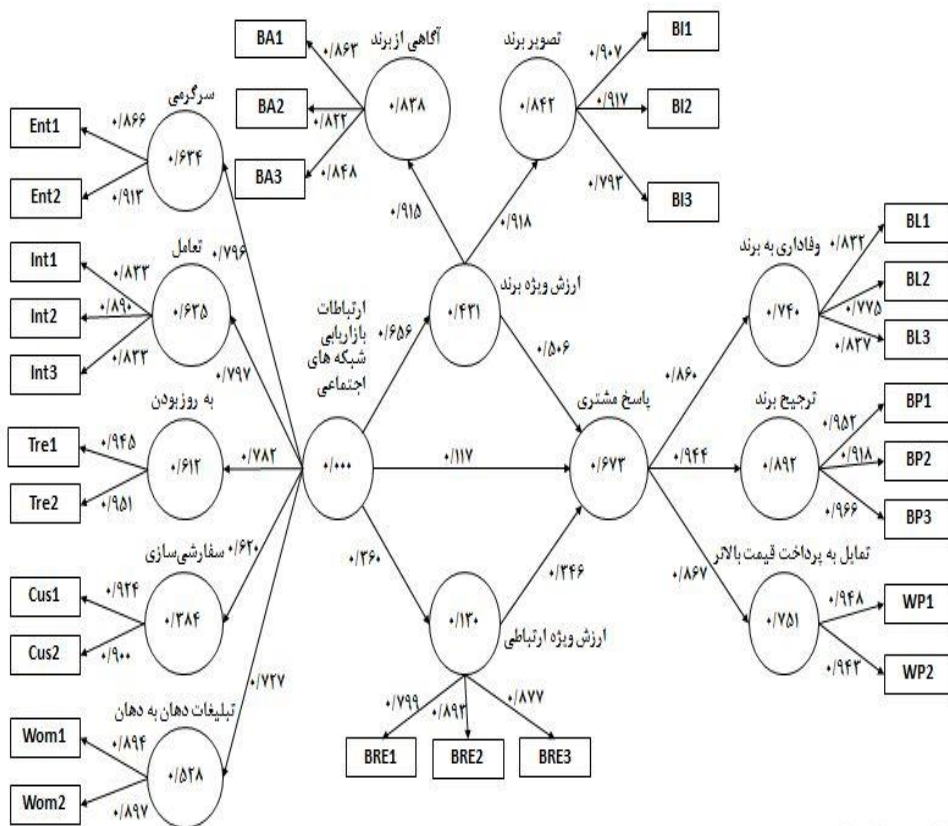 BA1
۰/۸۶۳
آگاهی از برند
BA2
۰/۸۲۲
۰/۸۳۸
BA3
۰/۸۴۸
تصویر برند
۰/۹۰۷
BI1
۰/۸۴۲
۰/۹۱۷
BI2
۰/۷۹۳
BI3
سرگرمی
Ent1
۰/۸۶۶
۰/۶۳۴
Ent2
۰/۹۱۳
۰/۷۹۶
۰/۹۱۵
۰/۹۱۸
تعامل
Int1
۰/۸۳۳
Int2
۰/۸۹۰
۰/۶۳۵
Int3
۰/۸۳۳
۰/۷۹۷
ارتباطات
بازاریابی
شبکه های
اجتماعی
۰/۶۵۶
ارزش ویژه برند
۰/۴۳۱
۰/۵۰۶
وفاداری به برند
۰/۷۴۰
۰/۸۳۲
BL1
۰/۷۷۵
BL2
۰/۸۳۷
BL3
۰/۸۶۰
به روز بودن
Tre1
۰/۹۴۵
۰/۶۱۲
Tre2
۰/۹۵۱
۰/۷۸۲
۰/۰۰۰
۰/۱۱۷
پاسخ مشتری
۰/۶۷۳
۰/۹۴۴
ترجیح برند
۰/۸۹۲
۰/۹۵۲
BP1
۰/۹۱۸
BP2
۰/۹۶۶
BP3
سفارشی‌سازی
۰/۶۲۰
Cus1
۰/۹۲۴
۰/۳۸۴
Cus2
۰/۹۰۰
۰/۳۶۰
۰/۱۳۰
ارزش ویژه ارتباطی
۰/۳۴۶
۰/۸۶۷
تمایل به پرداخت قیمت بالاتر
۰/۷۵۱
۰/۹۴۸
WP1
۰/۹۴۳
WP2
۰/۷۲۷
تبلیغات دهان به دهان
Wom1
۰/۸۹۴
۰/۵۲۸
Wom2
۰/۸۹۷
۰/۷۹۹
۰/۸۹۳
۰/۸۷۷
BRE1
BRE2
BRE3